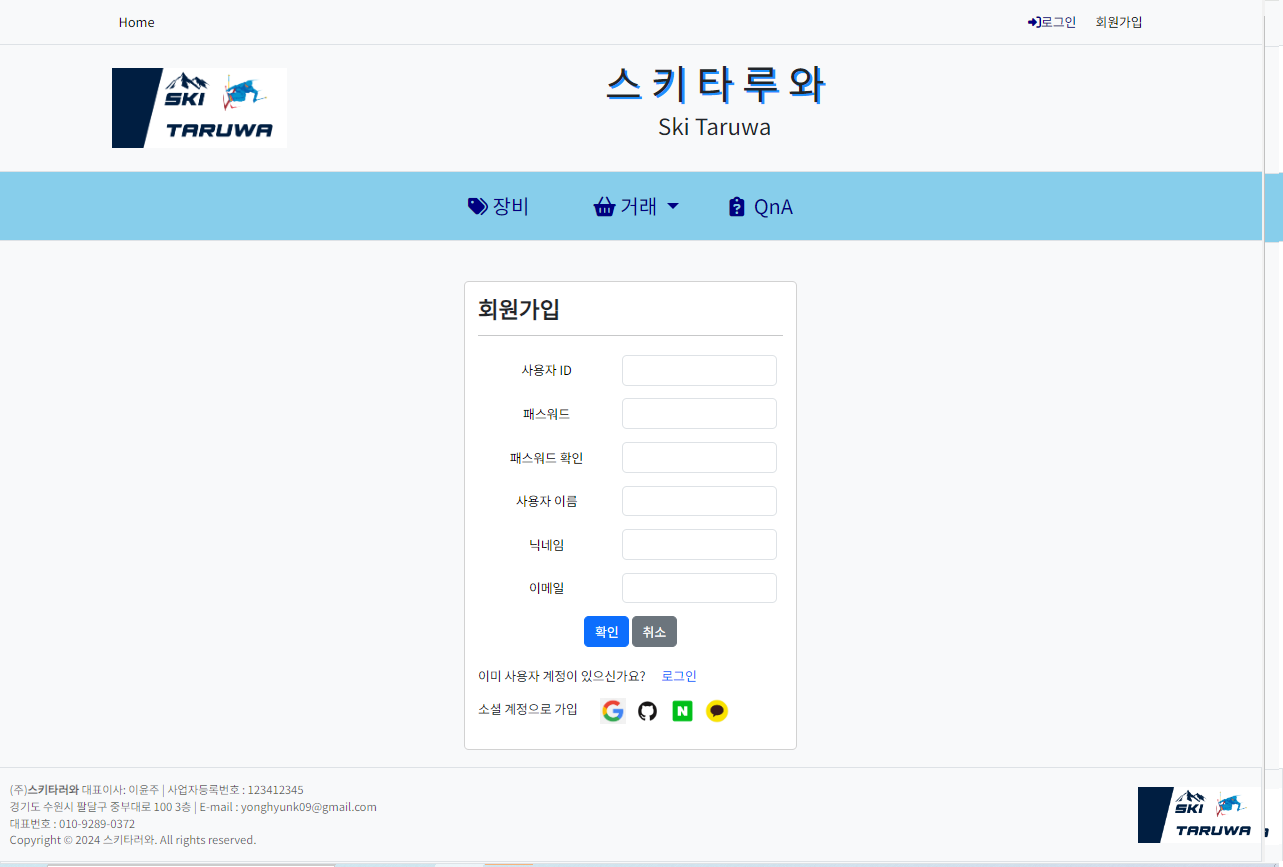 Home
로그인
회원가입
SKI
TARUWA
스키타루와
Ski Taruwa
장비
거래
QnA
회원가입
사용자 ID
패스워드
패스워드 확인
사용자 이름
닉네임
이메일
확인 취소
이미 사용자 계정이 있으신가요? 로그인
소셜 계정으로 가입
N
(주)스키타러와 대표이사: 이윤주 | 사업자등록번호 : 123412345
경기도 수원시 팔달구 중부대로 100 3층 | E-mail : yonghyunk09@gmail.com
대표번호 : 010-9289-0372
Copyright © 2024 스키타러와. All rights reserved.
SKI
TARUWA